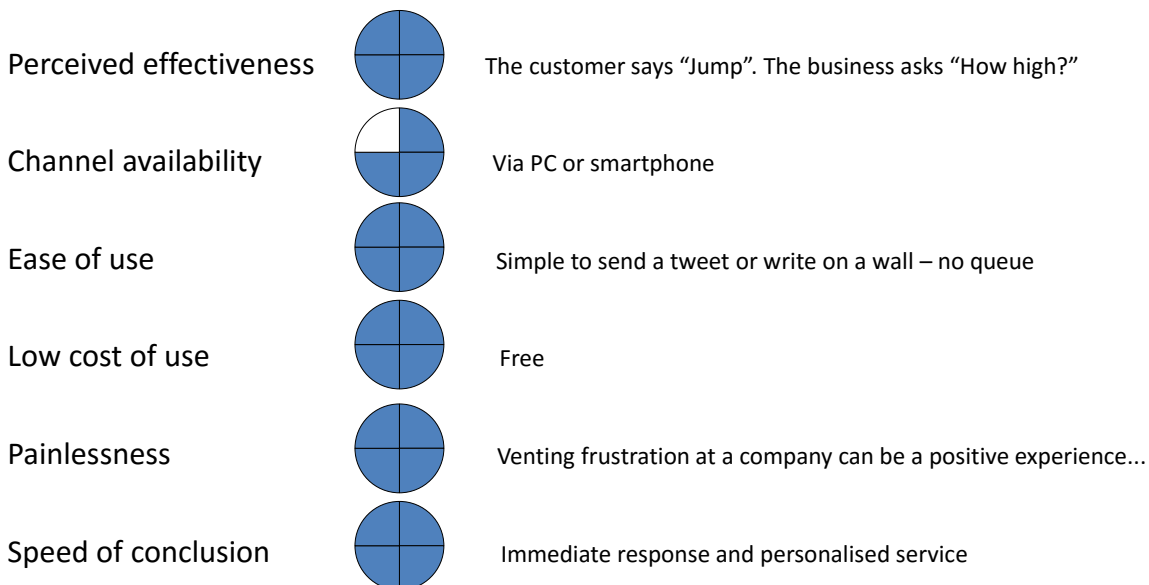 Perceived effectiveness The customer says “Jump”. The business asks “How high?”
Channel availability Via PC or smartphone
Ease of use Simple to send a tweet or write on a wall – no queue
Low cost of use Free
Painlessness Venting frustration at a company can be a positive experience...
Speed of conclusion Immediate response and personalised service